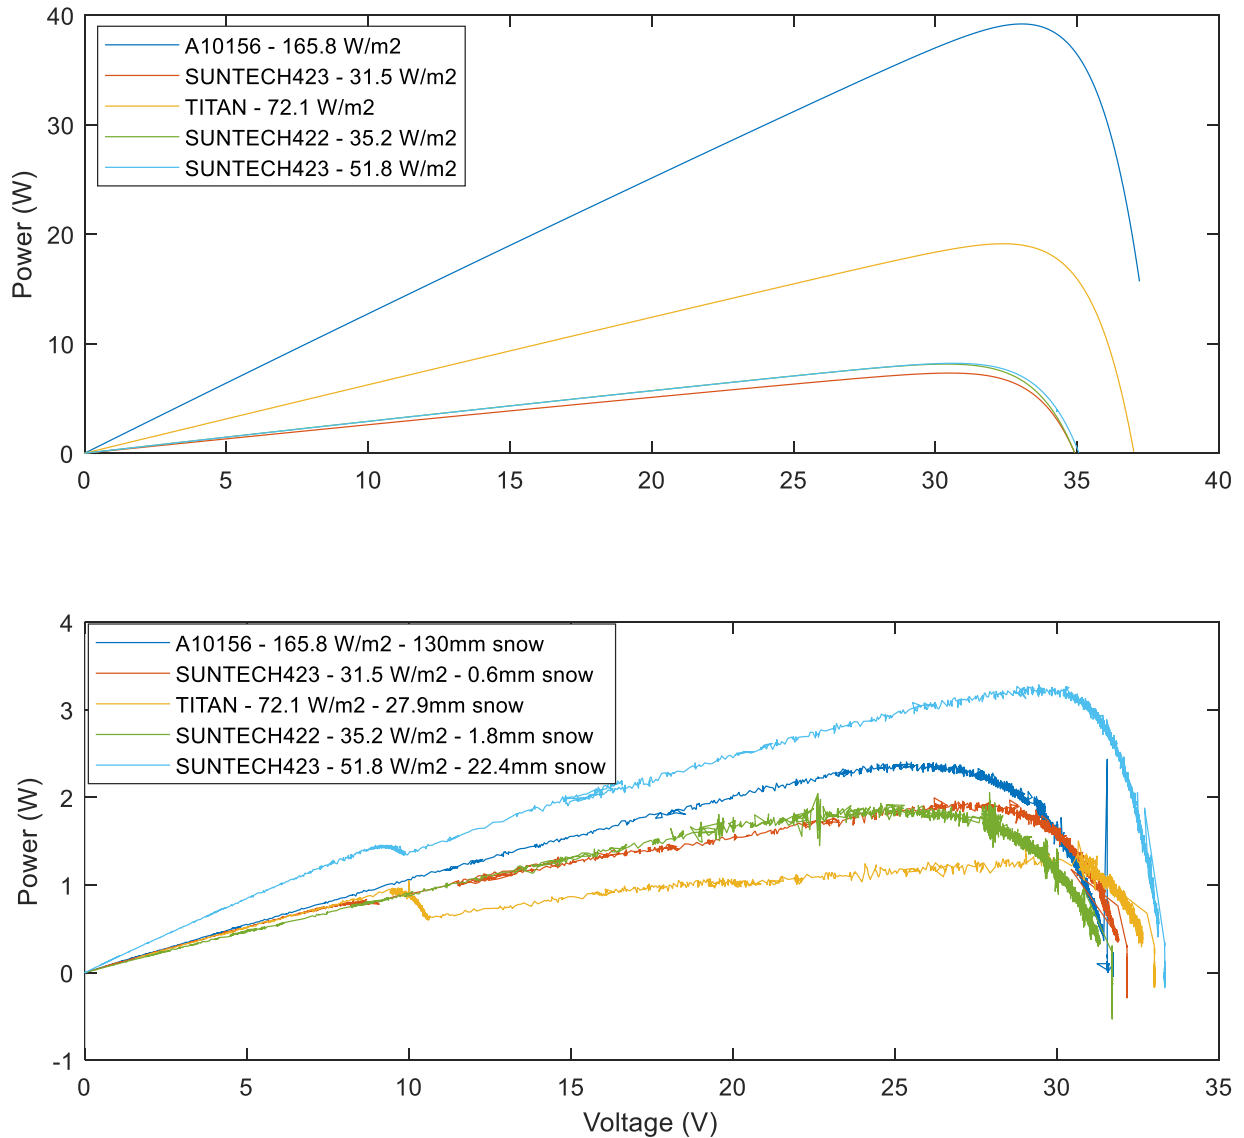 40
30
20
10
0
Power (W)
A10156 - 165.8 W/m2
SUNTECH423 - 31.5 W/m2
TITAN - 72.1 W/m2
SUNTECH422 - 35.2 W/m2
SUNTECH423 - 51.8 W/m2
0 5 10 15 20 25 30 35 40
4
3
2
1
0
-1
Power (W)
A10156 - 165.8 W/m2 - 130mm snow
SUNTECH423 - 31.5 W/m2 - 0.6mm snow
TITAN - 72.1 W/m2 - 27.9mm snow
SUNTECH422 - 35.2 W/m2 - 1.8mm snow
SUNTECH423 - 51.8 W/m2 - 22.4mm snow
0 5 10 15 20 25 30 35
Voltage (V)